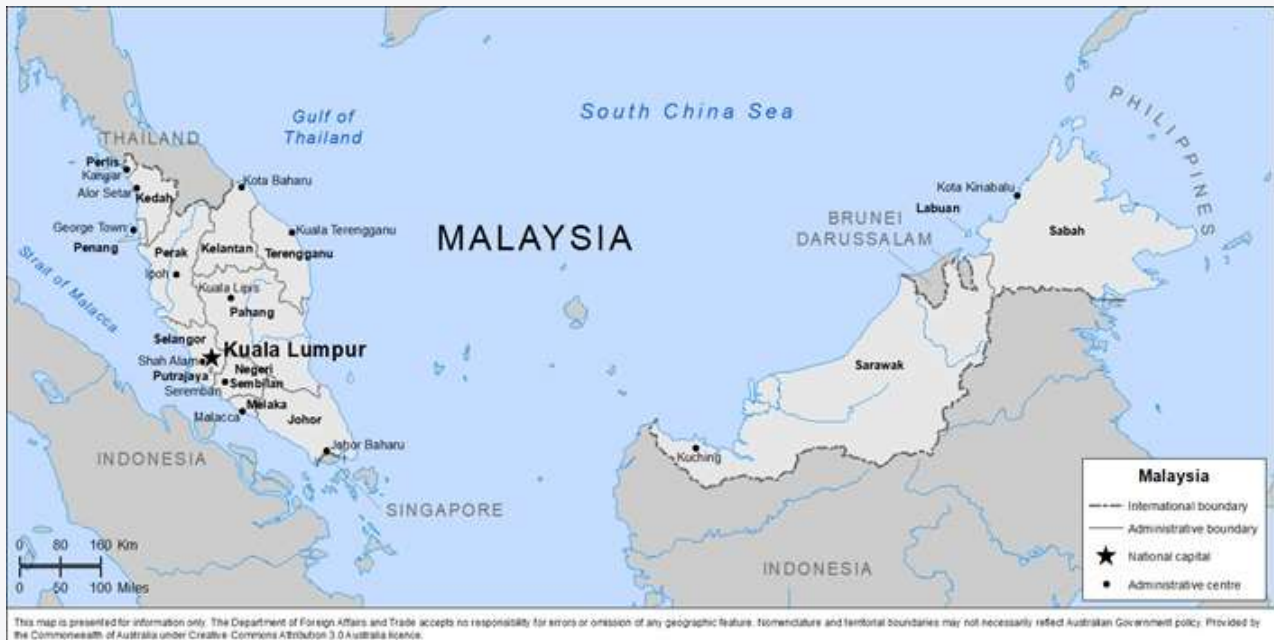 South China Sea
Gulf of
Thailand
THAILAND
PHILIPPINES
Perlis
Kangar
Alor Setar
Kedah
Kota Baharu
Kota Kinabalu
Labuan
George Town
Penang
Perak
Kelantan
Kuala Terengganu
Terengganu
MALAYSIA
BRUNEI
DARUSSALAM
Sabah
Strait of Malacca
Ipoh
Kuala Lipis
Pahang
Selangor
Kuala Lumpur
Shah Alam
Putrajaya
Negeri
Sembilan
Seremban
Sarawak
Melaka
Malacca
Johor
Johor Baharu
Kuching
INDONESIA
SINGAPORE
INDONESIA
0 80 160 Km
0 50 100 Miles
Malaysia
International boundary
Administrative boundary
National capital
Administrative centre
This map is presented for information only. The Department of Foreign Affairs and Trade accepts no responsibility for errors or omission of any geographic feature. Nomenclature and territorial boundaries may not necessarily reflect Australian Government policy. Provided by
the Commonwealth of Australia under Creative Commons Attribution 3.0 Australia licence.